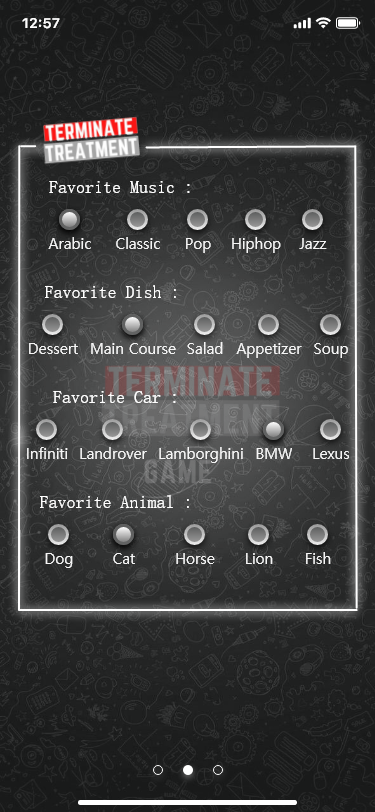 12:57
TERMINATE
TREATMENT
Favorite Music :
Arabic Classic Pop Hiphop Jazz
Favorite Dish :
Dessert Main Course Salad Appetizer Soup
TERMINATE
Favorite Car :
TREATMENT
Infiniti Landrover Lamborghini BMW Lexus
GAME
Favorite Animal :
Dog Cat Horse Lion Fish